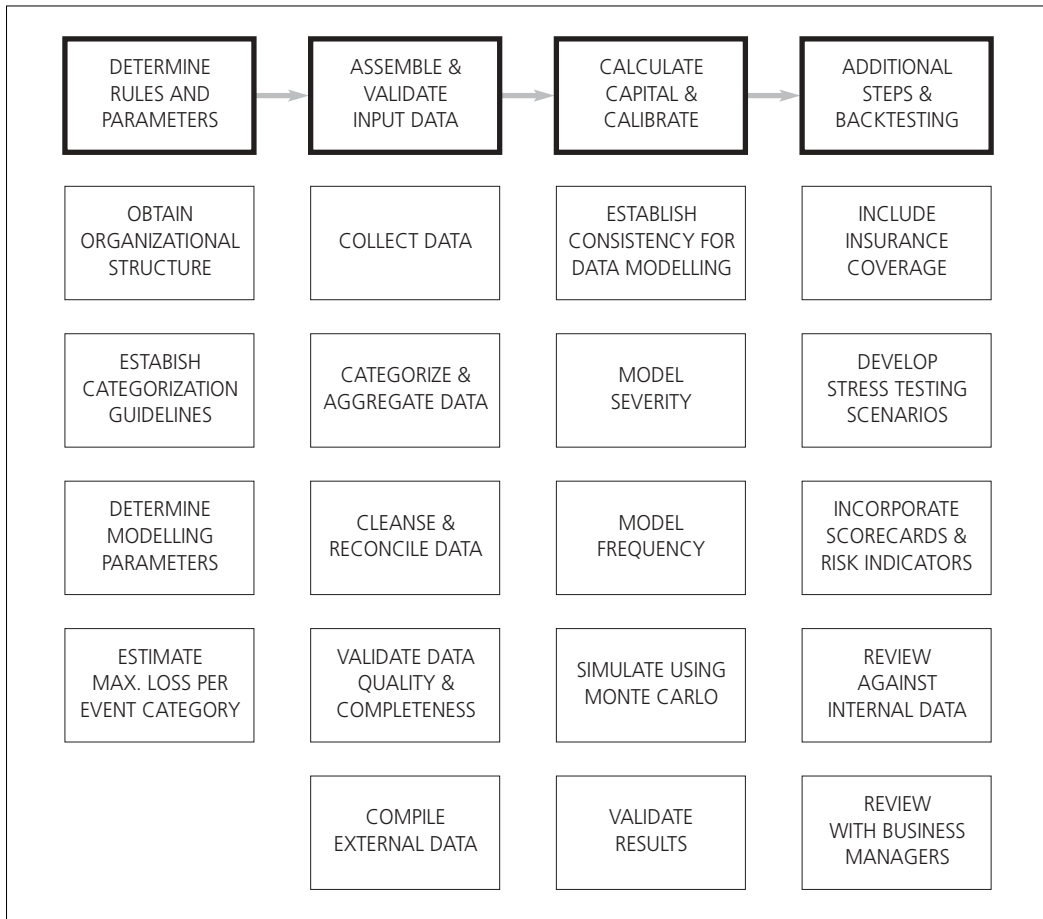 DETERMINE
RULES AND
PARAMETERS
ASSEMBLE &
VALIDATE
INPUT DATA
CALCULATE
CAPITAL &
CALIBRATE
ADDITIONAL
STEPS &
BACKTESTING
OBTAIN
ORGANIZATIONAL
STRUCTURE
COLLECT DATA
ESTABLISH
CONSISTENCY FOR
DATA MODELLING
INCLUDE
INSURANCE
COVERAGE
ESTABISH
CATEGORIZATION
GUIDELINES
CATEGORIZE &
AGGREGATE DATA
MODEL
SEVERITY
DEVELOP
STRESS TESTING
SCENARIOS
DETERMINE
MODELLING
PARAMETERS
CLEANSE &
RECONCILE DATA
MODEL
FREQUENCY
INCORPORATE
SCORECARDS &
RISK INDICATORS
ESTIMATE
MAX. LOSS PER
EVENT CATEGORY
VALIDATE DATA
QUALITY &
COMPLETENESS
SIMULATE USING
MONTE CARLO
REVIEW
AGAINST
INTERNAL DATA
COMPILE
EXTERNAL DATA
VALIDATE
RESULTS
REVIEW
WITH BUSINESS
MANAGERS